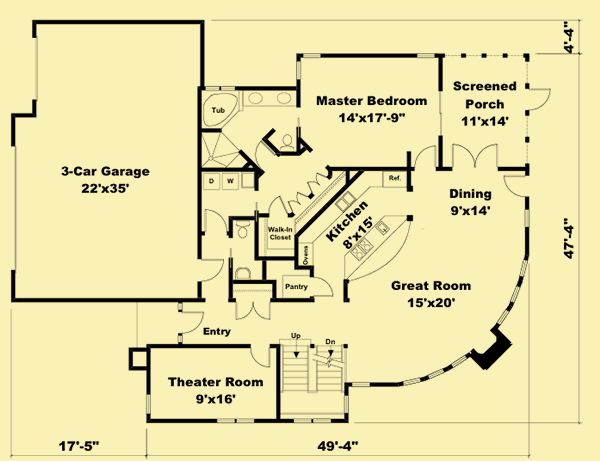 4'-4"
Master Bedroom
14'x17'-9"
Screened
Porch
11'x14'
Tub
3-Car Garage
22'x35'
D W
Ref.
Dining
9'x14'
Kitchen
8'x15'
Walk-In
Closet
Ovens
47'-4"
Pantry
Great Room
15'x20'
Entry
Up
Dn
Theater Room
9'x16'
17'-5"
49'-4"